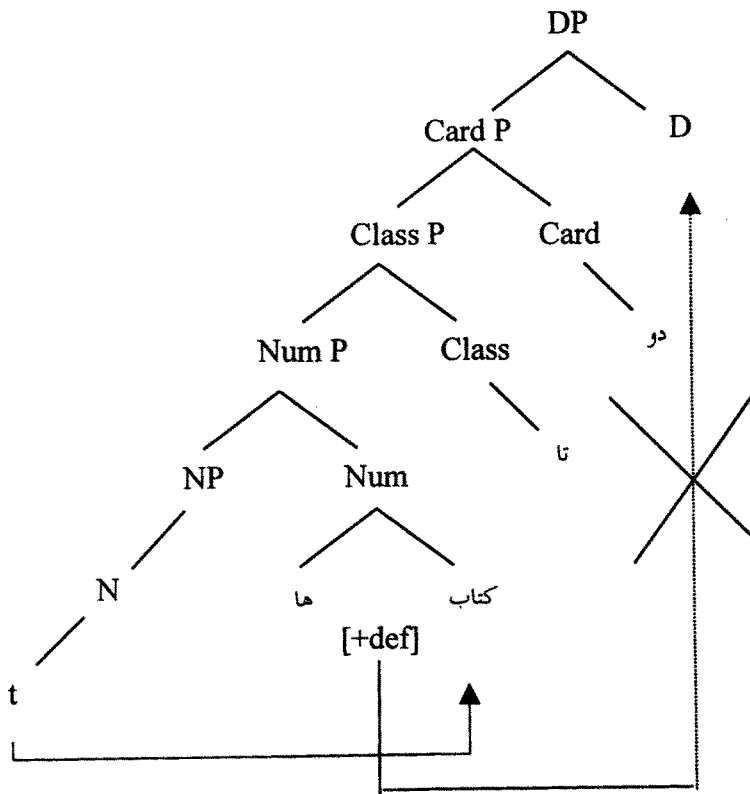 DP
Card P D
Class P Card
Num P Class دو
NP Num تا
N ها کتاب
[+def]
t